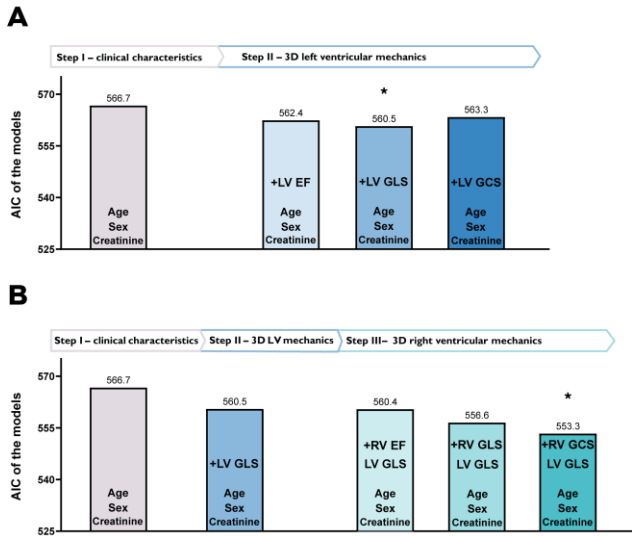 A
Step I – clinical characteristics
Step II – 3D left ventricular mechanics
AIC of the models
570
555
540
525
566.7
Age
Sex
Creatinine
562.4
+LV EF
Age
Sex
Creatinine
*
560.5
+LV GLS
Age
Sex
Creatinine
563.3
+LV GCS
Age
Sex
Creatinine
B
Step I – clinical characteristics
Step II – 3D LV mechanics
Step III– 3D right ventricular mechanics
AIC of the models
570
555
540
525
566.7
Age
Sex
Creatinine
560.5
+LV GLS
Age
Sex
Creatinine
560.4
+RV EF
LV GLS
Age
Sex
Creatinine
556.6
+RV GLS
LV GLS
Age
Sex
Creatinine
*
553.3
+RV GCS
LV GLS
Age
Sex
Creatinine